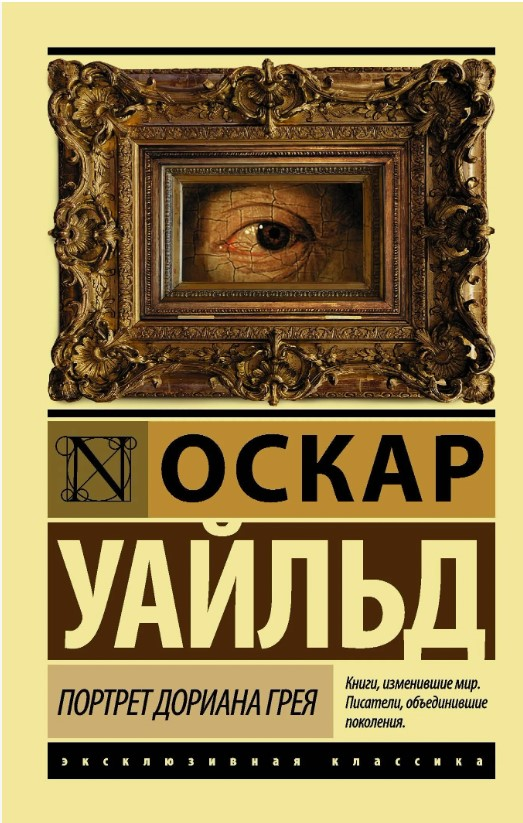 N ОСКАР
УАЙЛЬД
ПОРТРЕТ ДОРИАНА ГРЕЯ
Книги, изменившие мир.
Писатели, объединившие
поколения.
эксклюзивная классика